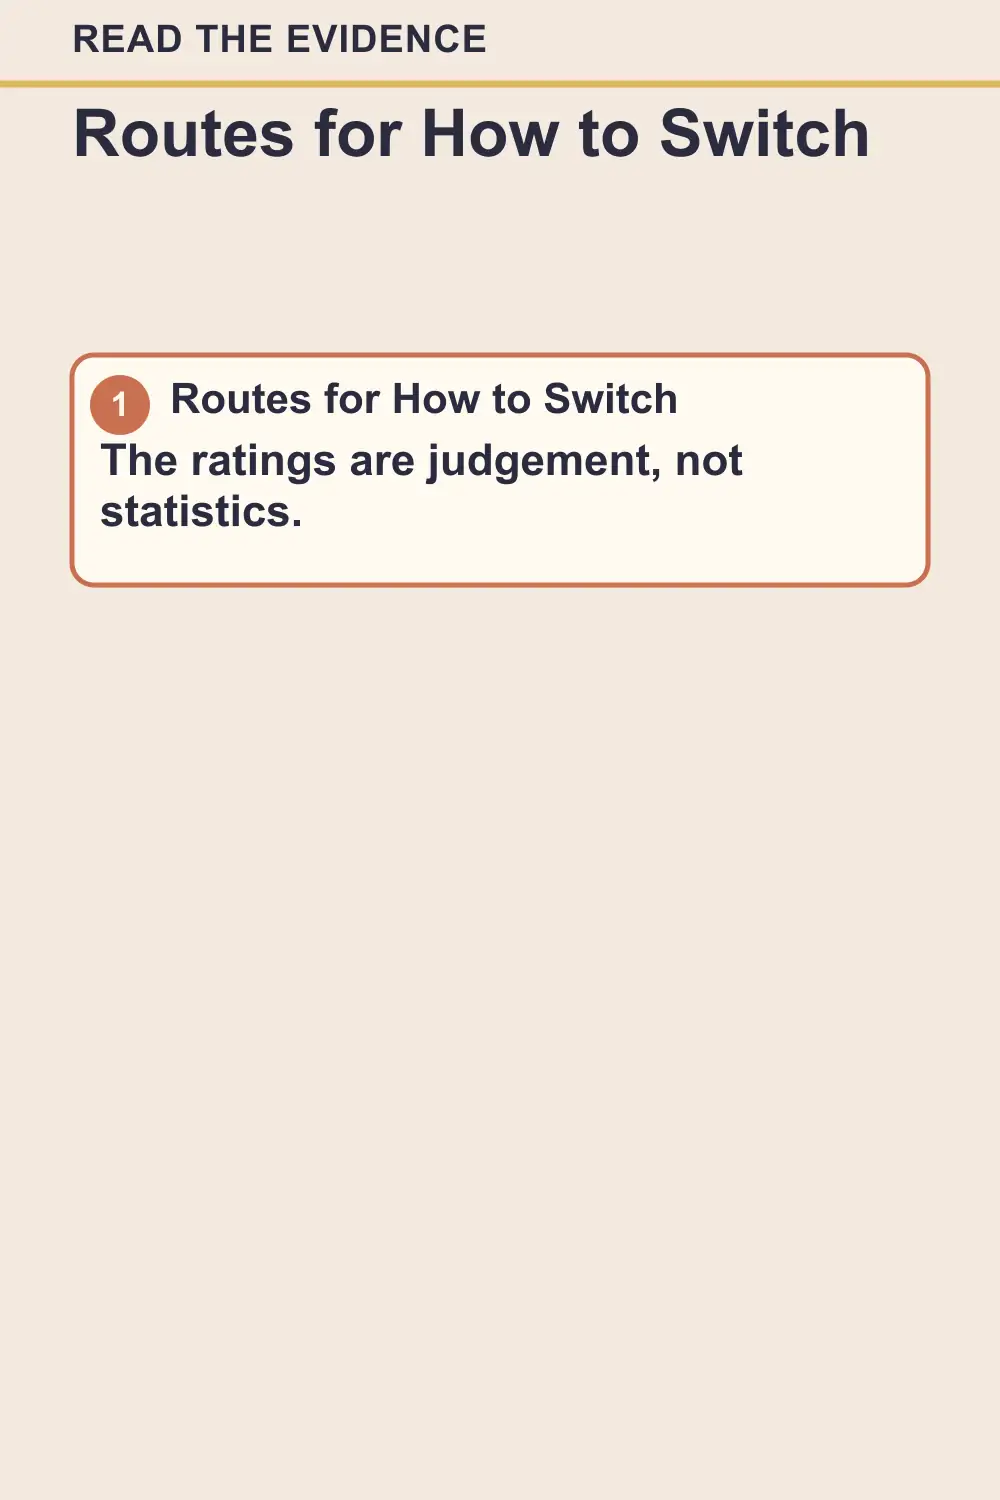 READ THE EVIDENCE
Routes for How to Switch
1 Routes for How to Switch
The ratings are judgement, not
statistics.